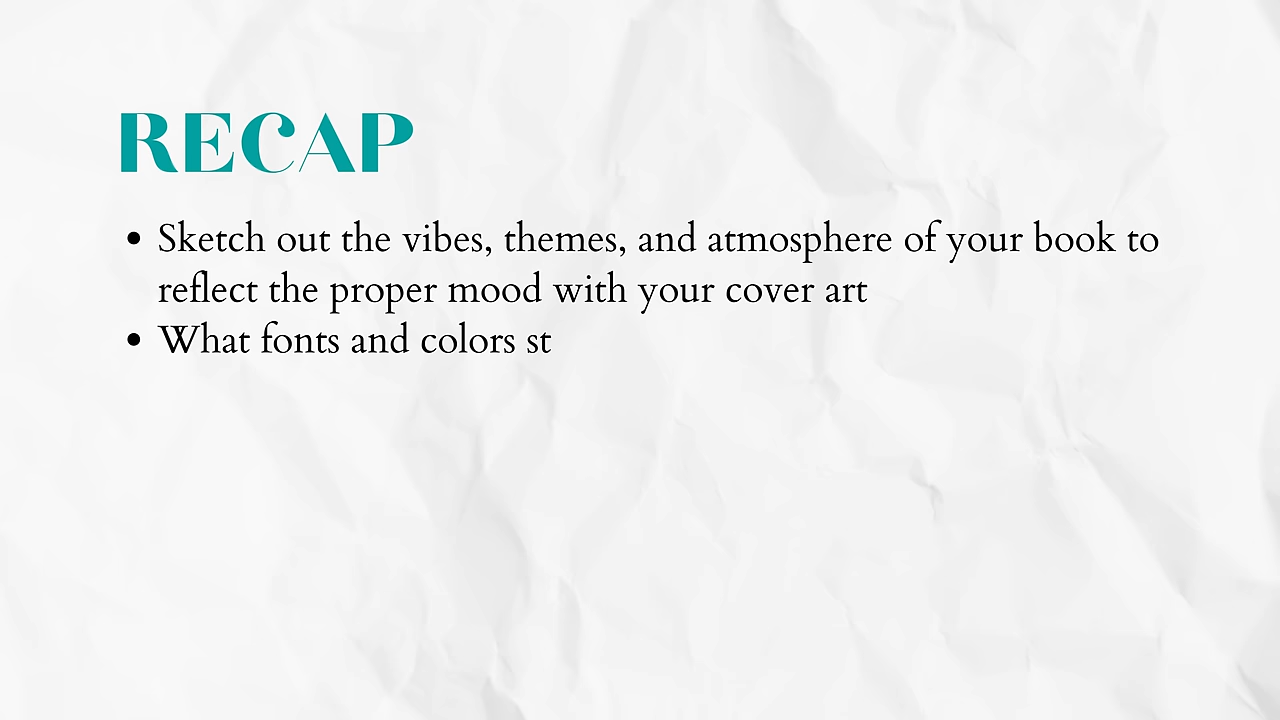 RECAP
• Sketch out the vibes, themes, and atmosphere of your book to
reflect the proper mood with your cover art
• What fonts and colors st